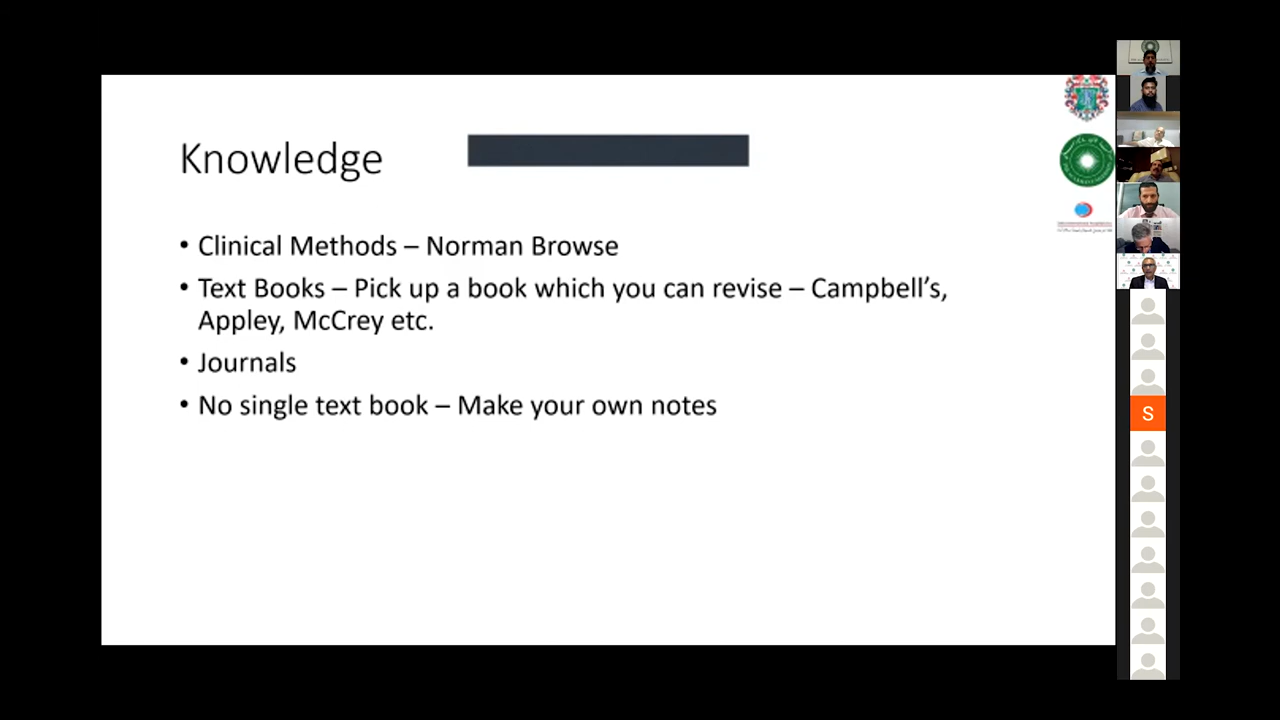 Knowledge
• Clinical Methods – Norman Browse
• Text Books – Pick up a book which you can revise – Campbell’s,
Appley, McCrey etc.
• Journals
• No single text book – Make your own notes
S